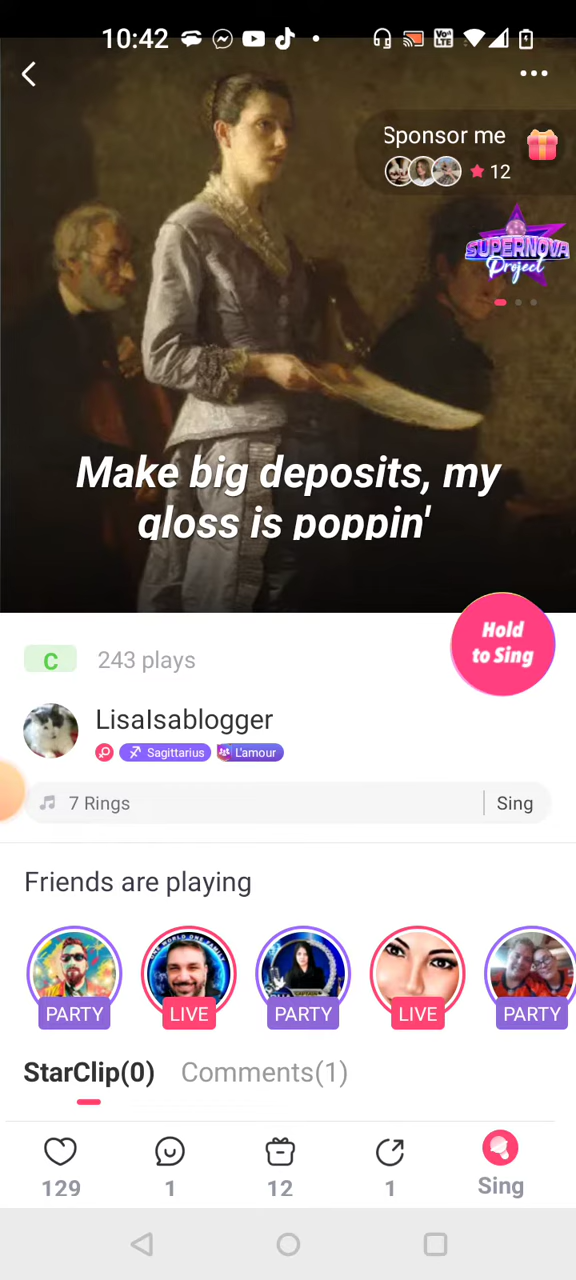 10:42
Vo))
LTE
Sponsor me
12
SUPERNOVA
Project
Make big deposits, my
gloss is poppin'
Hold
to Sing
C 243 plays
LisaIsablogger
Sagittarius L'amour
7 Rings Sing
Friends are playing
PARTY LIVE PARTY LIVE PARTY
StarClip(0) Comments(1)
129 1 12 1 Sing